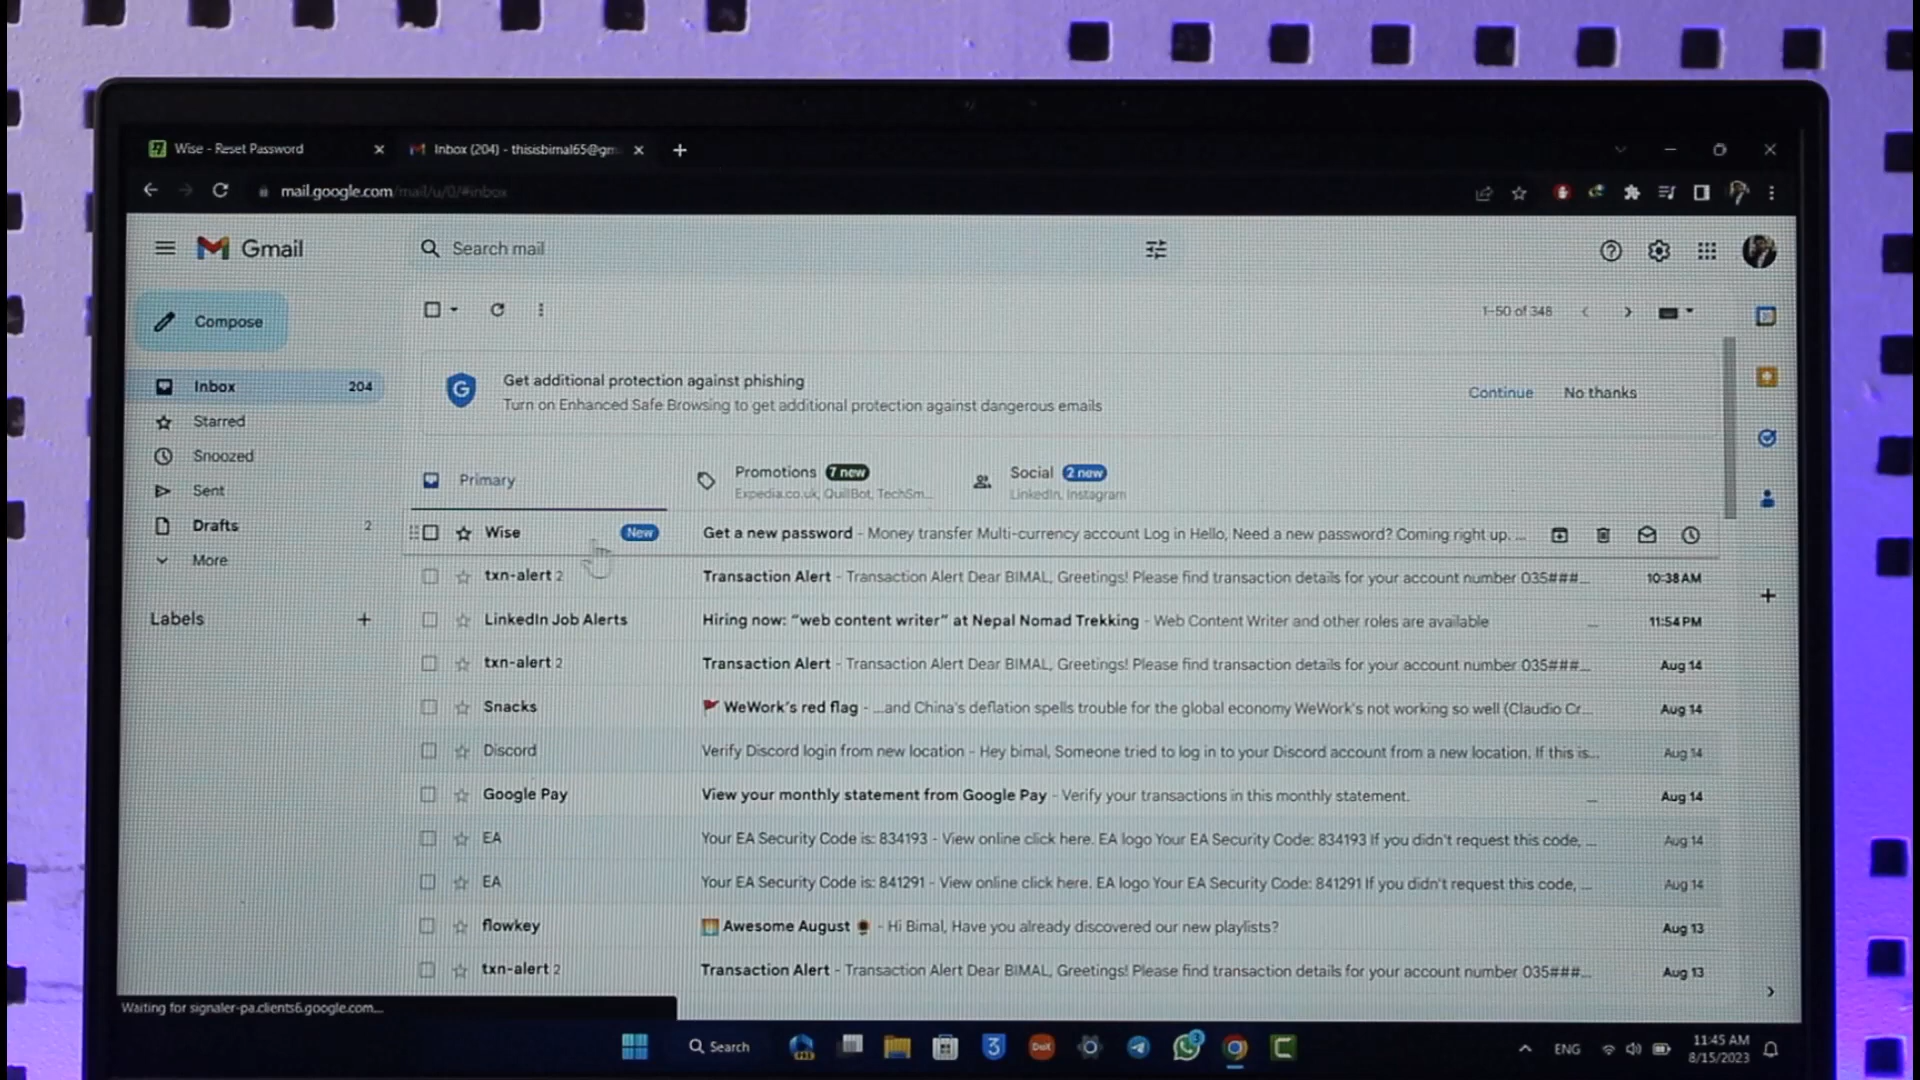 Wise - Reset Password
Inbox (204) - thisisbimal65@gm
mail.google.com/mail/u/0/#inbox
Gmail
Search mail
Compose
1–50 of 348
Get additional protection against phishing
Turn on Enhanced Safe Browsing to get additional protection against dangerous emails
Continue
No thanks
Inbox 204
Starred
Snoozed
Sent
Drafts 2
More
Labels
Primary
Promotions 7 new
Expedia.co.uk, QuillBot, TechSm...
Social 2 new
LinkedIn, Instagram
Wise New Get a new password - Money transfer Multi-currency account Log in Hello, Need a new password? Coming right up. ...
txn-alert 2 Transaction Alert - Transaction Alert Dear BIMAL, Greetings! Please find transaction details for your account number 035###... 10:38 AM
LinkedIn Job Alerts Hiring now: “web content writer” at Nepal Nomad Trekking - Web Content Writer and other roles are available ... 11:54 PM
txn-alert 2 Transaction Alert - Transaction Alert Dear BIMAL, Greetings! Please find transaction details for your account number 035###... Aug 14
Snacks 🚩 WeWork's red flag - ...and China's deflation spells trouble for the global economy WeWork's not working so well (Claudio Cr... Aug 14
Discord Verify Discord login from new location - Hey bimal, Someone tried to log in to your Discord account from a new location. If this is... Aug 14
Google Pay View your monthly statement from Google Pay - Verify your transactions in this monthly statement. ... Aug 14
EA Your EA Security Code is: 834193 - View online click here. EA logo Your EA Security Code: 834193 If you didn't request this code, ... Aug 14
EA Your EA Security Code is: 841291 - View online click here. EA logo Your EA Security Code: 841291 If you didn't request this code, ... Aug 14
flowkey Awesome August - Hi Bimal, Have you already discovered our new playlists? Aug 13
txn-alert 2 Transaction Alert - Transaction Alert Dear BIMAL, Greetings! Please find transaction details for your account number 035###... Aug 13
Waiting for signaler-pa.clients6.google.com...
Search
ENG
11:45 AM
8/15/2023